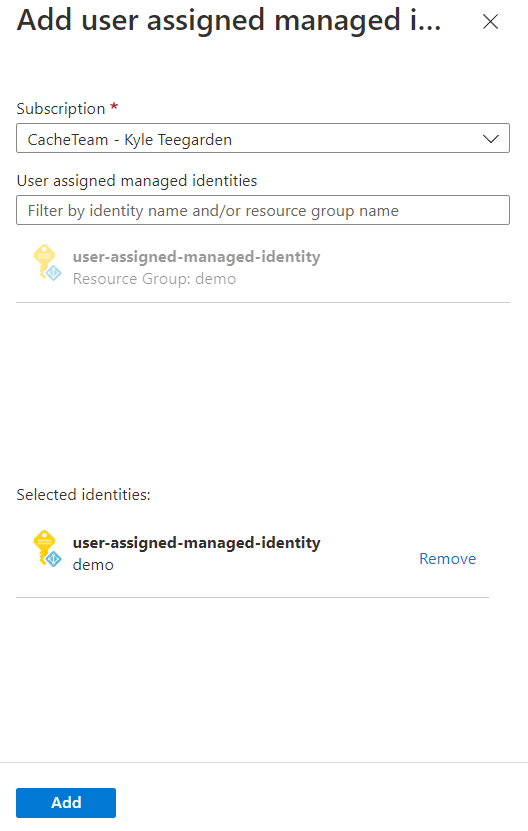 Add user assigned managed i...
Subscription *
CacheTeam - Kyle Teegarden
User assigned managed identities
Filter by identity name and/or resource group name
user-assigned-managed-identity
Resource Group: demo
Selected identities:
user-assigned-managed-identity
demo
Remove
Add